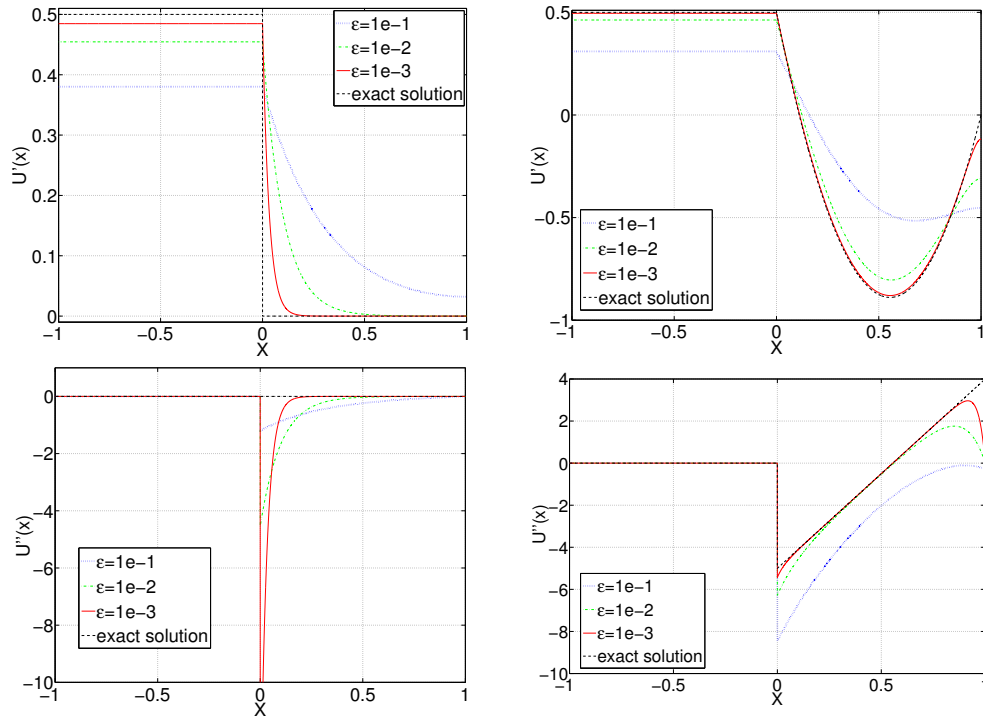 0.5
0.4
0.3
0.2
0.1
0
U'(x)
−1
−0.5
0
0.5
1
X
ε=1e−1
ε=1e−2
ε=1e−3
exact solution
0.5
0
−0.5
−1
U'(x)
−1
−0.5
0
0.5
1
X
ε=1e−1
ε=1e−2
ε=1e−3
exact solution
0
−2
−4
−6
−8
−10
U''(x)
−1
−0.5
0
0.5
1
X
ε=1e−1
ε=1e−2
ε=1e−3
exact solution
4
2
0
−2
−4
−6
−8
−10
U''(x)
−1
−0.5
0
0.5
1
X
ε=1e−1
ε=1e−2
ε=1e−3
exact solution